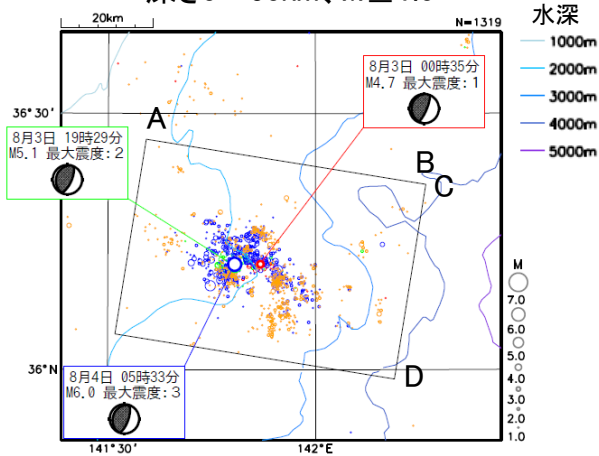 20km
N=1319
水深
1000m
2000m
3000m
4000m
5000m
8月3日 00時35分
M4.7 最大震度:1
36°30'
A
8月3日 19時29分
M5.1 最大震度:2
B
C
M
7.0
6.0
5.0
4.0
3.0
2.0
1.0
36°N
8月4日 05時33分
M6.0 最大震度:3
D
141°30'
142°E